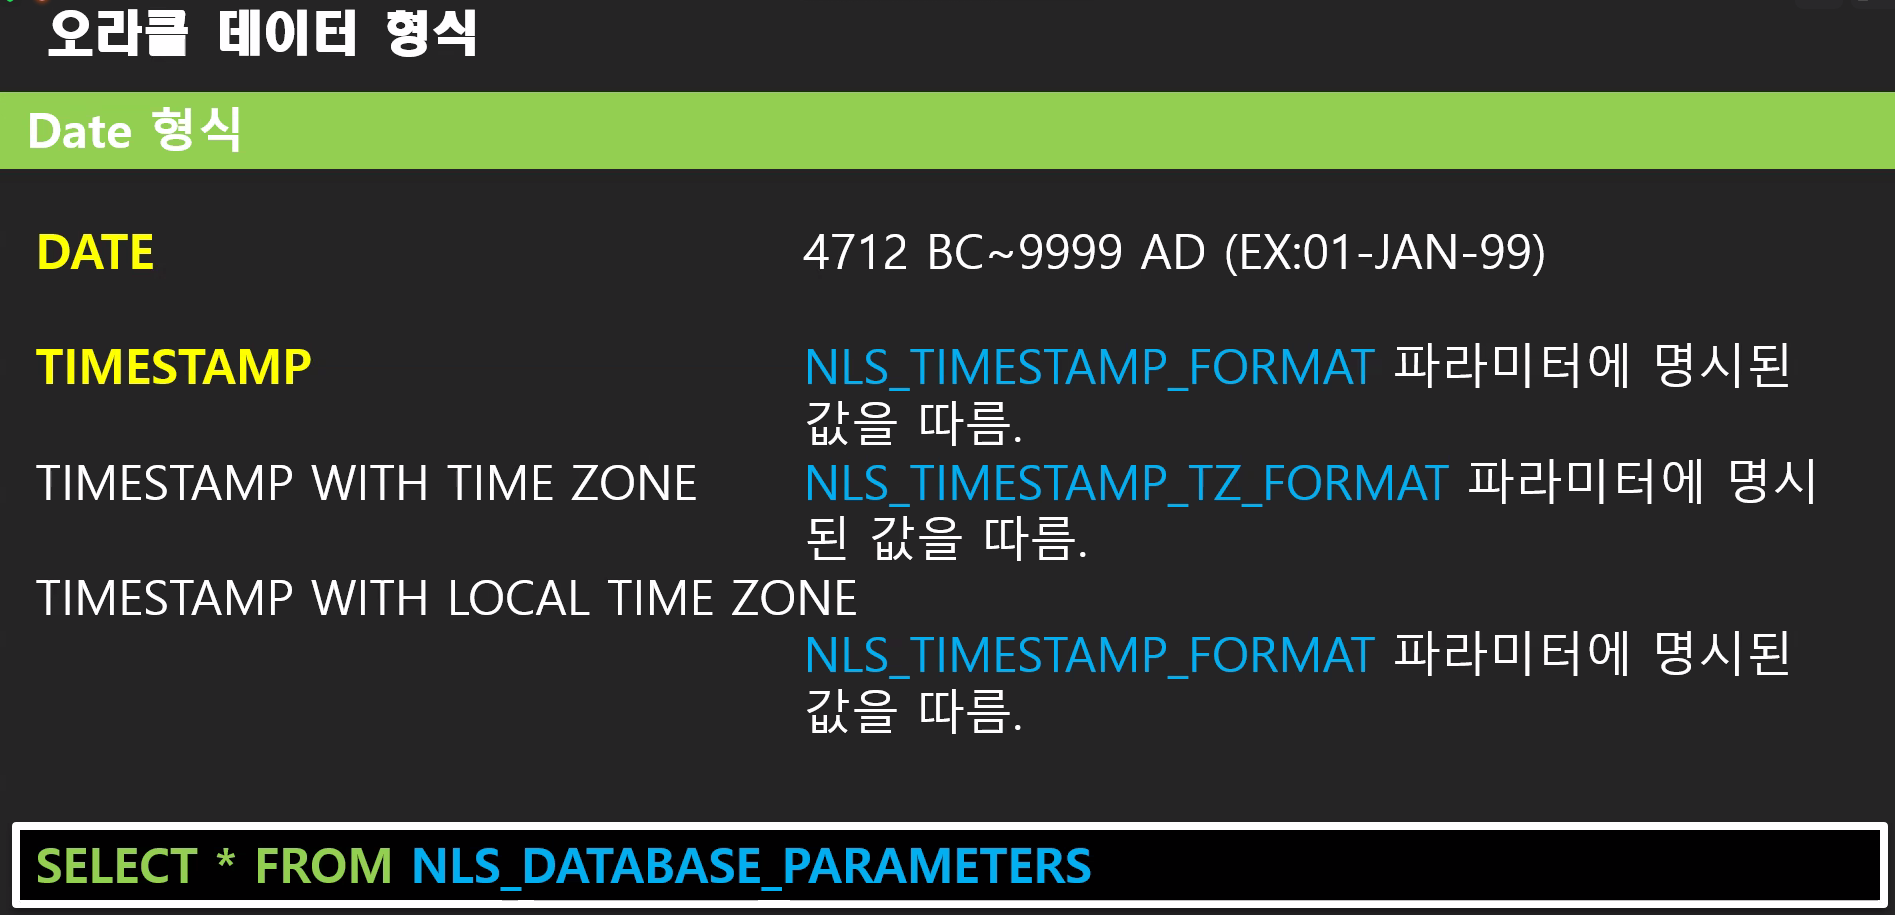 오라클 데이터 형식
Date 형식
DATE 4712 BC~9999 AD (EX:01-JAN-99)
TIMESTAMP NLS_TIMESTAMP_FORMAT 파라미터에 명시된
값을 따름.
TIMESTAMP WITH TIME ZONE NLS_TIMESTAMP_TZ_FORMAT 파라미터에 명시
된 값을 따름.
TIMESTAMP WITH LOCAL TIME ZONE
NLS_TIMESTAMP_FORMAT 파라미터에 명시된
값을 따름.
SELECT * FROM NLS_DATABASE_PARAMETERS